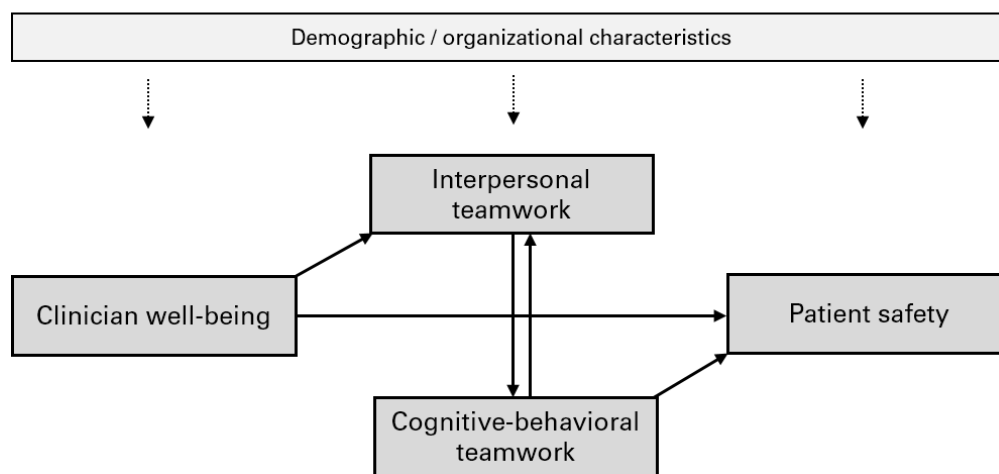 Demographic / organizational characteristics
Interpersonal
teamwork
Clinician well-being
Patient safety
Cognitive-behavioral
teamwork